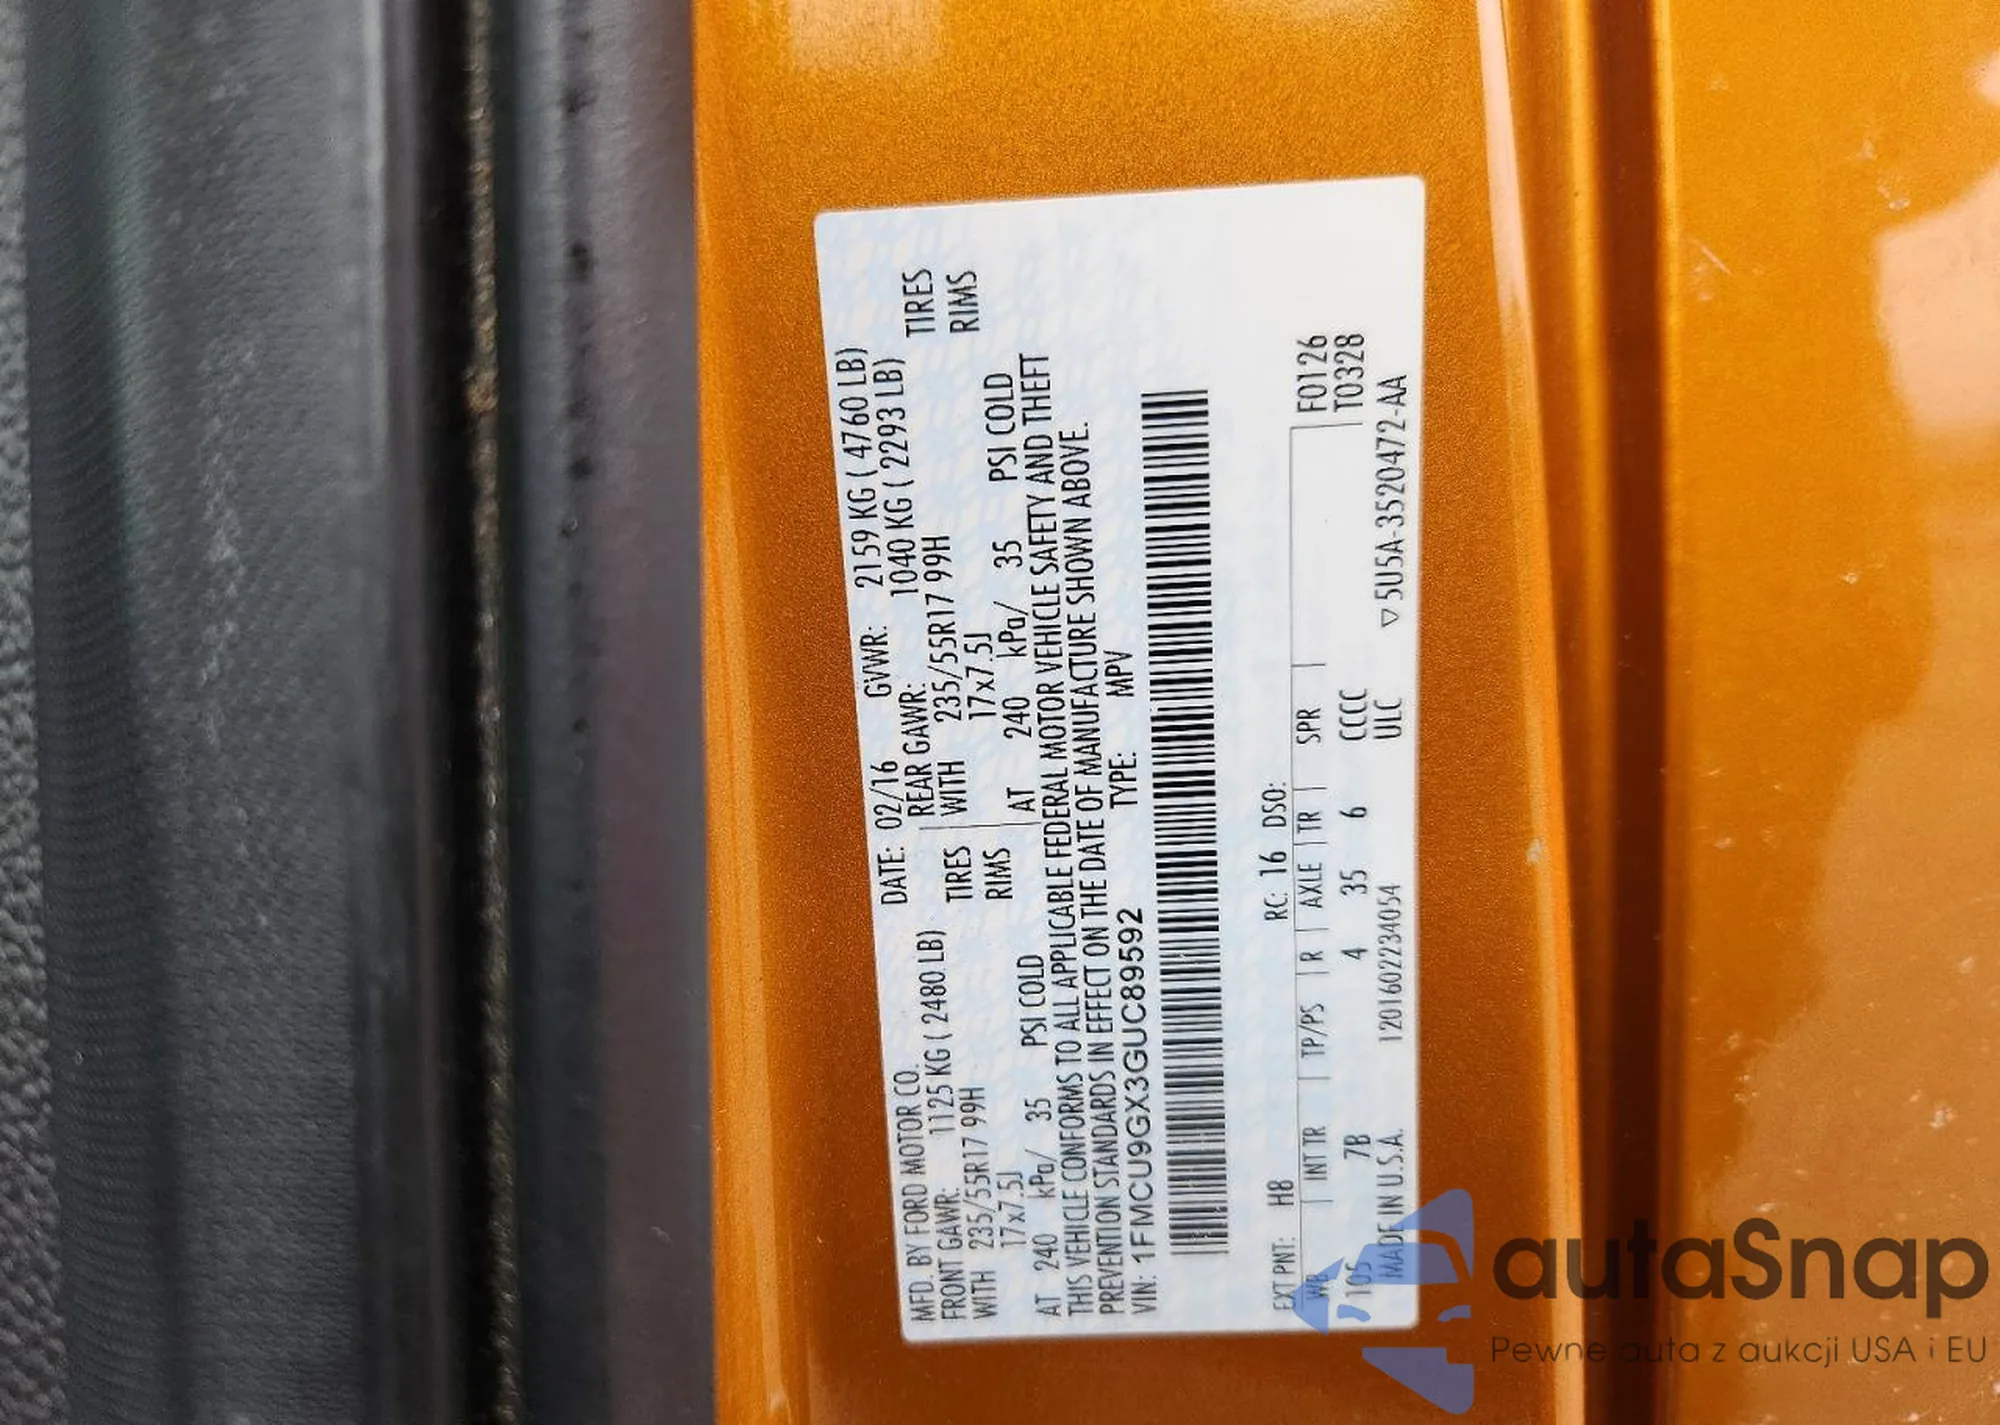 MFD. BY FORD MOTOR CO. DATE: 02/16 GVWR: 2159 KG ( 4760 LB)
FRONT GAWR: 1125 KG ( 2480 LB) REAR GAWR: 1040 KG ( 2293 LB)
WITH 235/55R17 99H TIRES WITH 235/55R17 99H TIRES
17x7.5J RIMS 17x7.5J RIMS
AT 240 kPa/ 35 PSI COLD AT 240 kPa/ 35 PSI COLD
THIS VEHICLE CONFORMS TO ALL APPLICABLE FEDERAL MOTOR VEHICLE SAFETY AND THEFT
PREVENTION STANDARDS IN EFFECT ON THE DATE OF MANUFACTURE SHOWN ABOVE.
VIN: 1FMCU9GX3GUC89592 TYPE: MPV
EXT PNT: H8 RC: 16 DSO: F0126
WB INT TR TP/PS R AXLE TR SPR T0328
105 7B 4 35 6 CCCC
MADE IN U.S.A. 1201602234054 ULC ▽5U5A-3520472-AA
autoSnap
Pewne auta z aukcji USA i EU